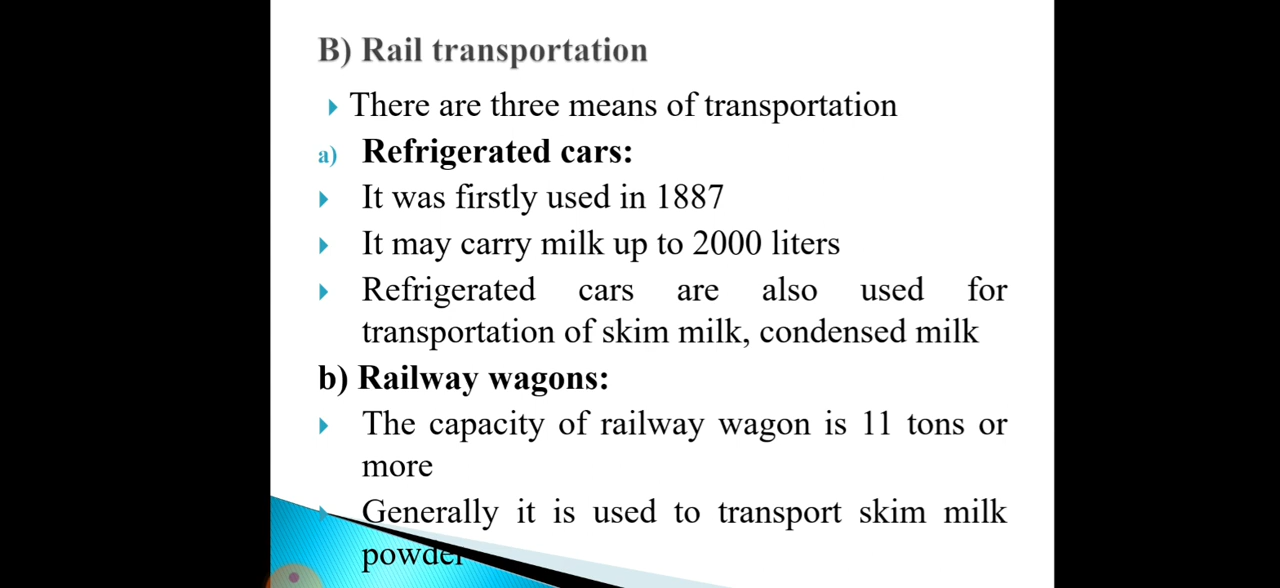 B) Rail transportation
There are three means of transportation
a) Refrigerated cars:
It was firstly used in 1887
It may carry milk up to 2000 liters
Refrigerated cars are also used for
transportation of skim milk, condensed milk
b) Railway wagons:
The capacity of railway wagon is 11 tons or
more
Generally it is used to transport skim milk
powder